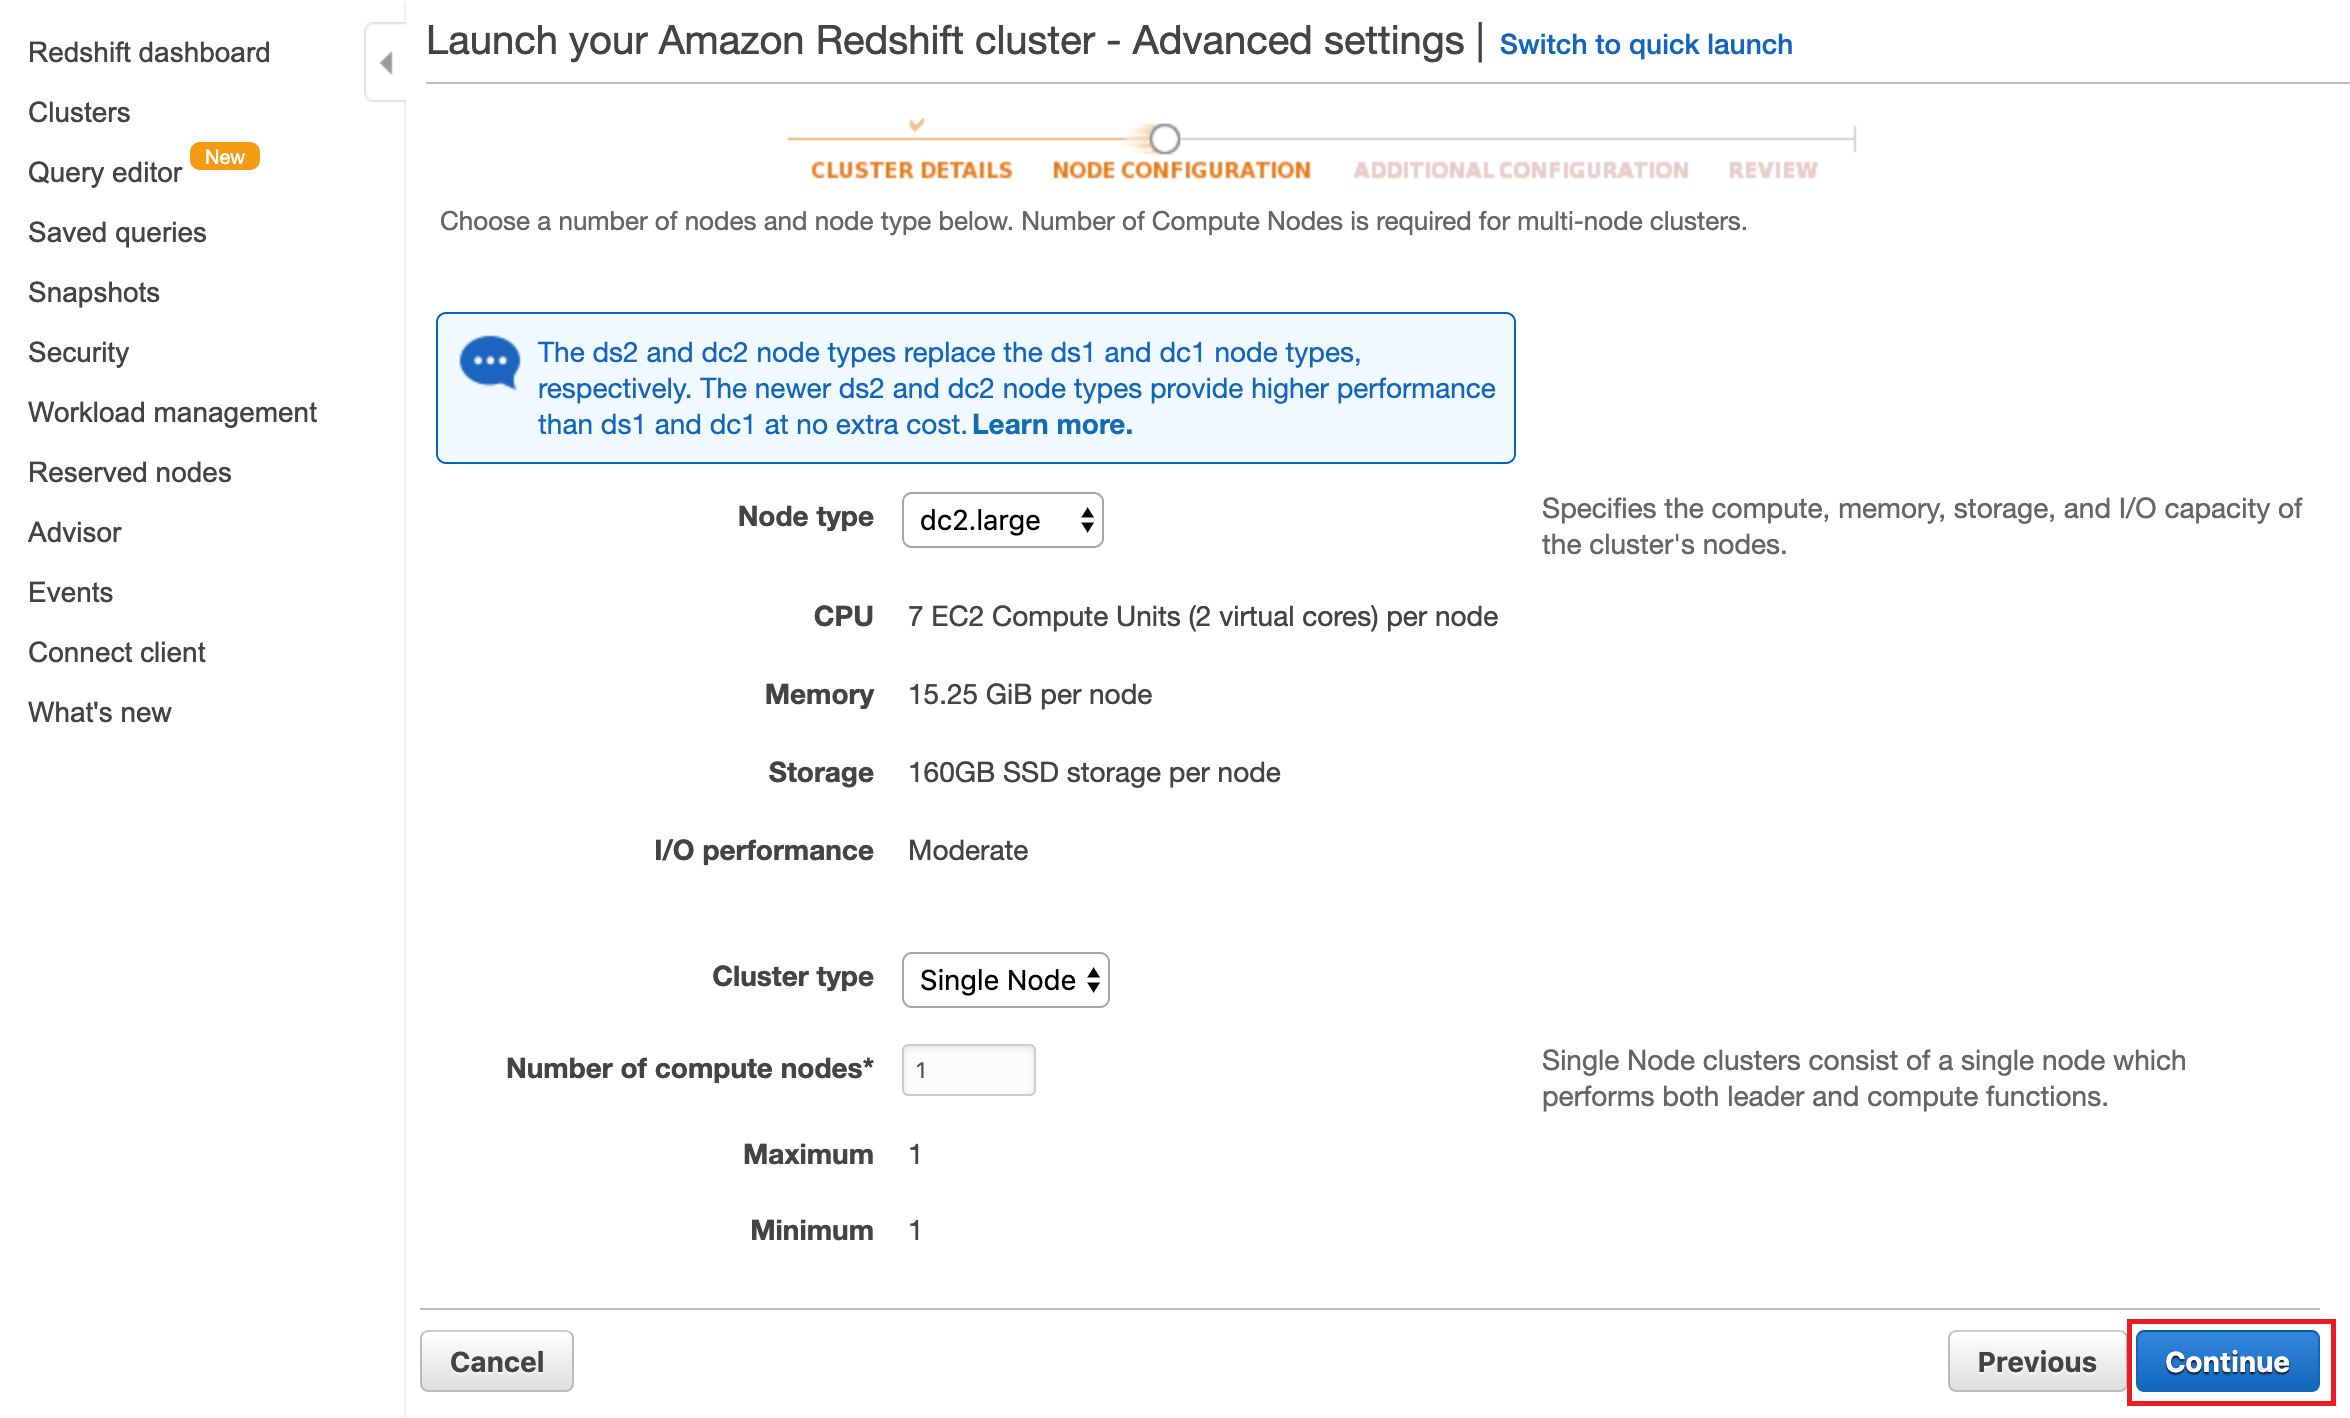 Redshift dashboard
Clusters
Query editor New
Saved queries
Snapshots
Security
Workload management
Reserved nodes
Advisor
Events
Connect client
What's new
Launch your Amazon Redshift cluster - Advanced settings | Switch to quick launch
CLUSTER DETAILS NODE CONFIGURATION ADDITIONAL CONFIGURATION REVIEW
Choose a number of nodes and node type below. Number of Compute Nodes is required for multi-node clusters.
The ds2 and dc2 node types replace the ds1 and dc1 node types,
respectively. The newer ds2 and dc2 node types provide higher performance
than ds1 and dc1 at no extra cost. Learn more.
Node type dc2.large
Specifies the compute, memory, storage, and I/O capacity of
the cluster's nodes.
CPU 7 EC2 Compute Units (2 virtual cores) per node
Memory 15.25 GiB per node
Storage 160GB SSD storage per node
I/O performance Moderate
Cluster type Single Node
Number of compute nodes* 1
Single Node clusters consist of a single node which
performs both leader and compute functions.
Maximum 1
Minimum 1
Cancel Previous Continue